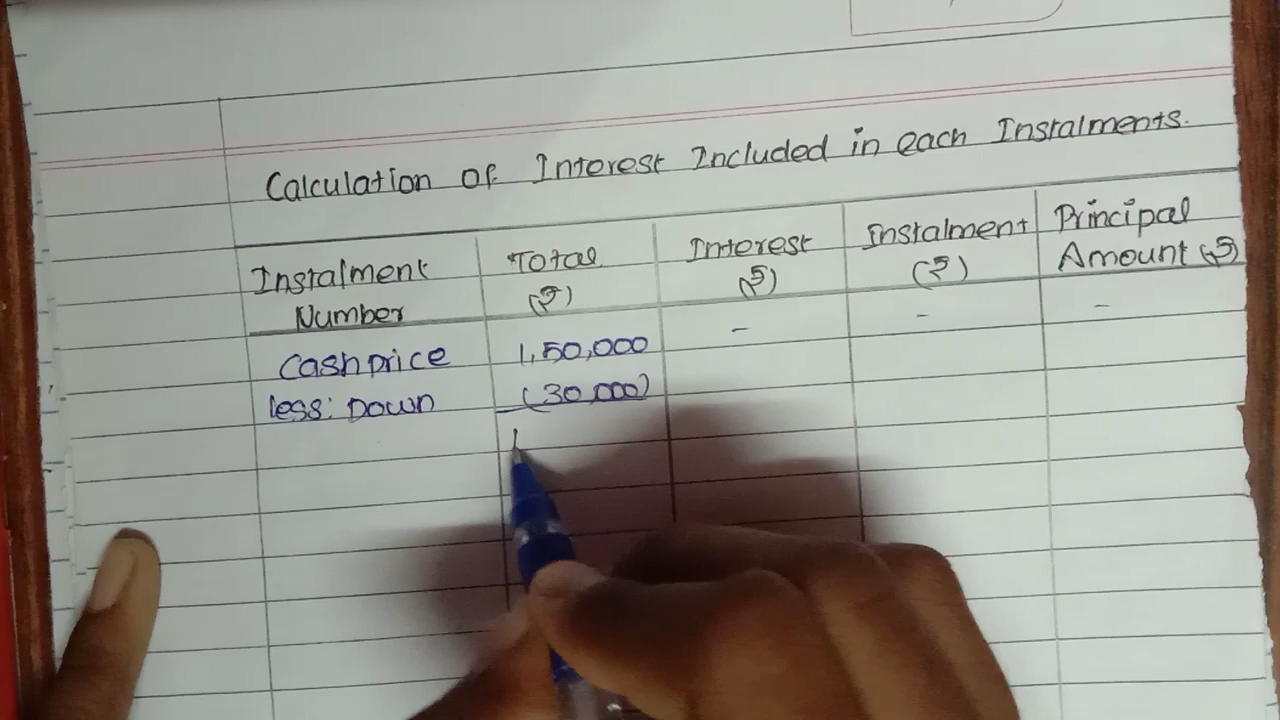 Calculation of Interest Included in each Instalments.
Instalment Number Total (₹) Interest (₹) Instalment (₹) Principal Amount (₹)
Cash price 1,50,000 - - -
less: Down (30,000)
1